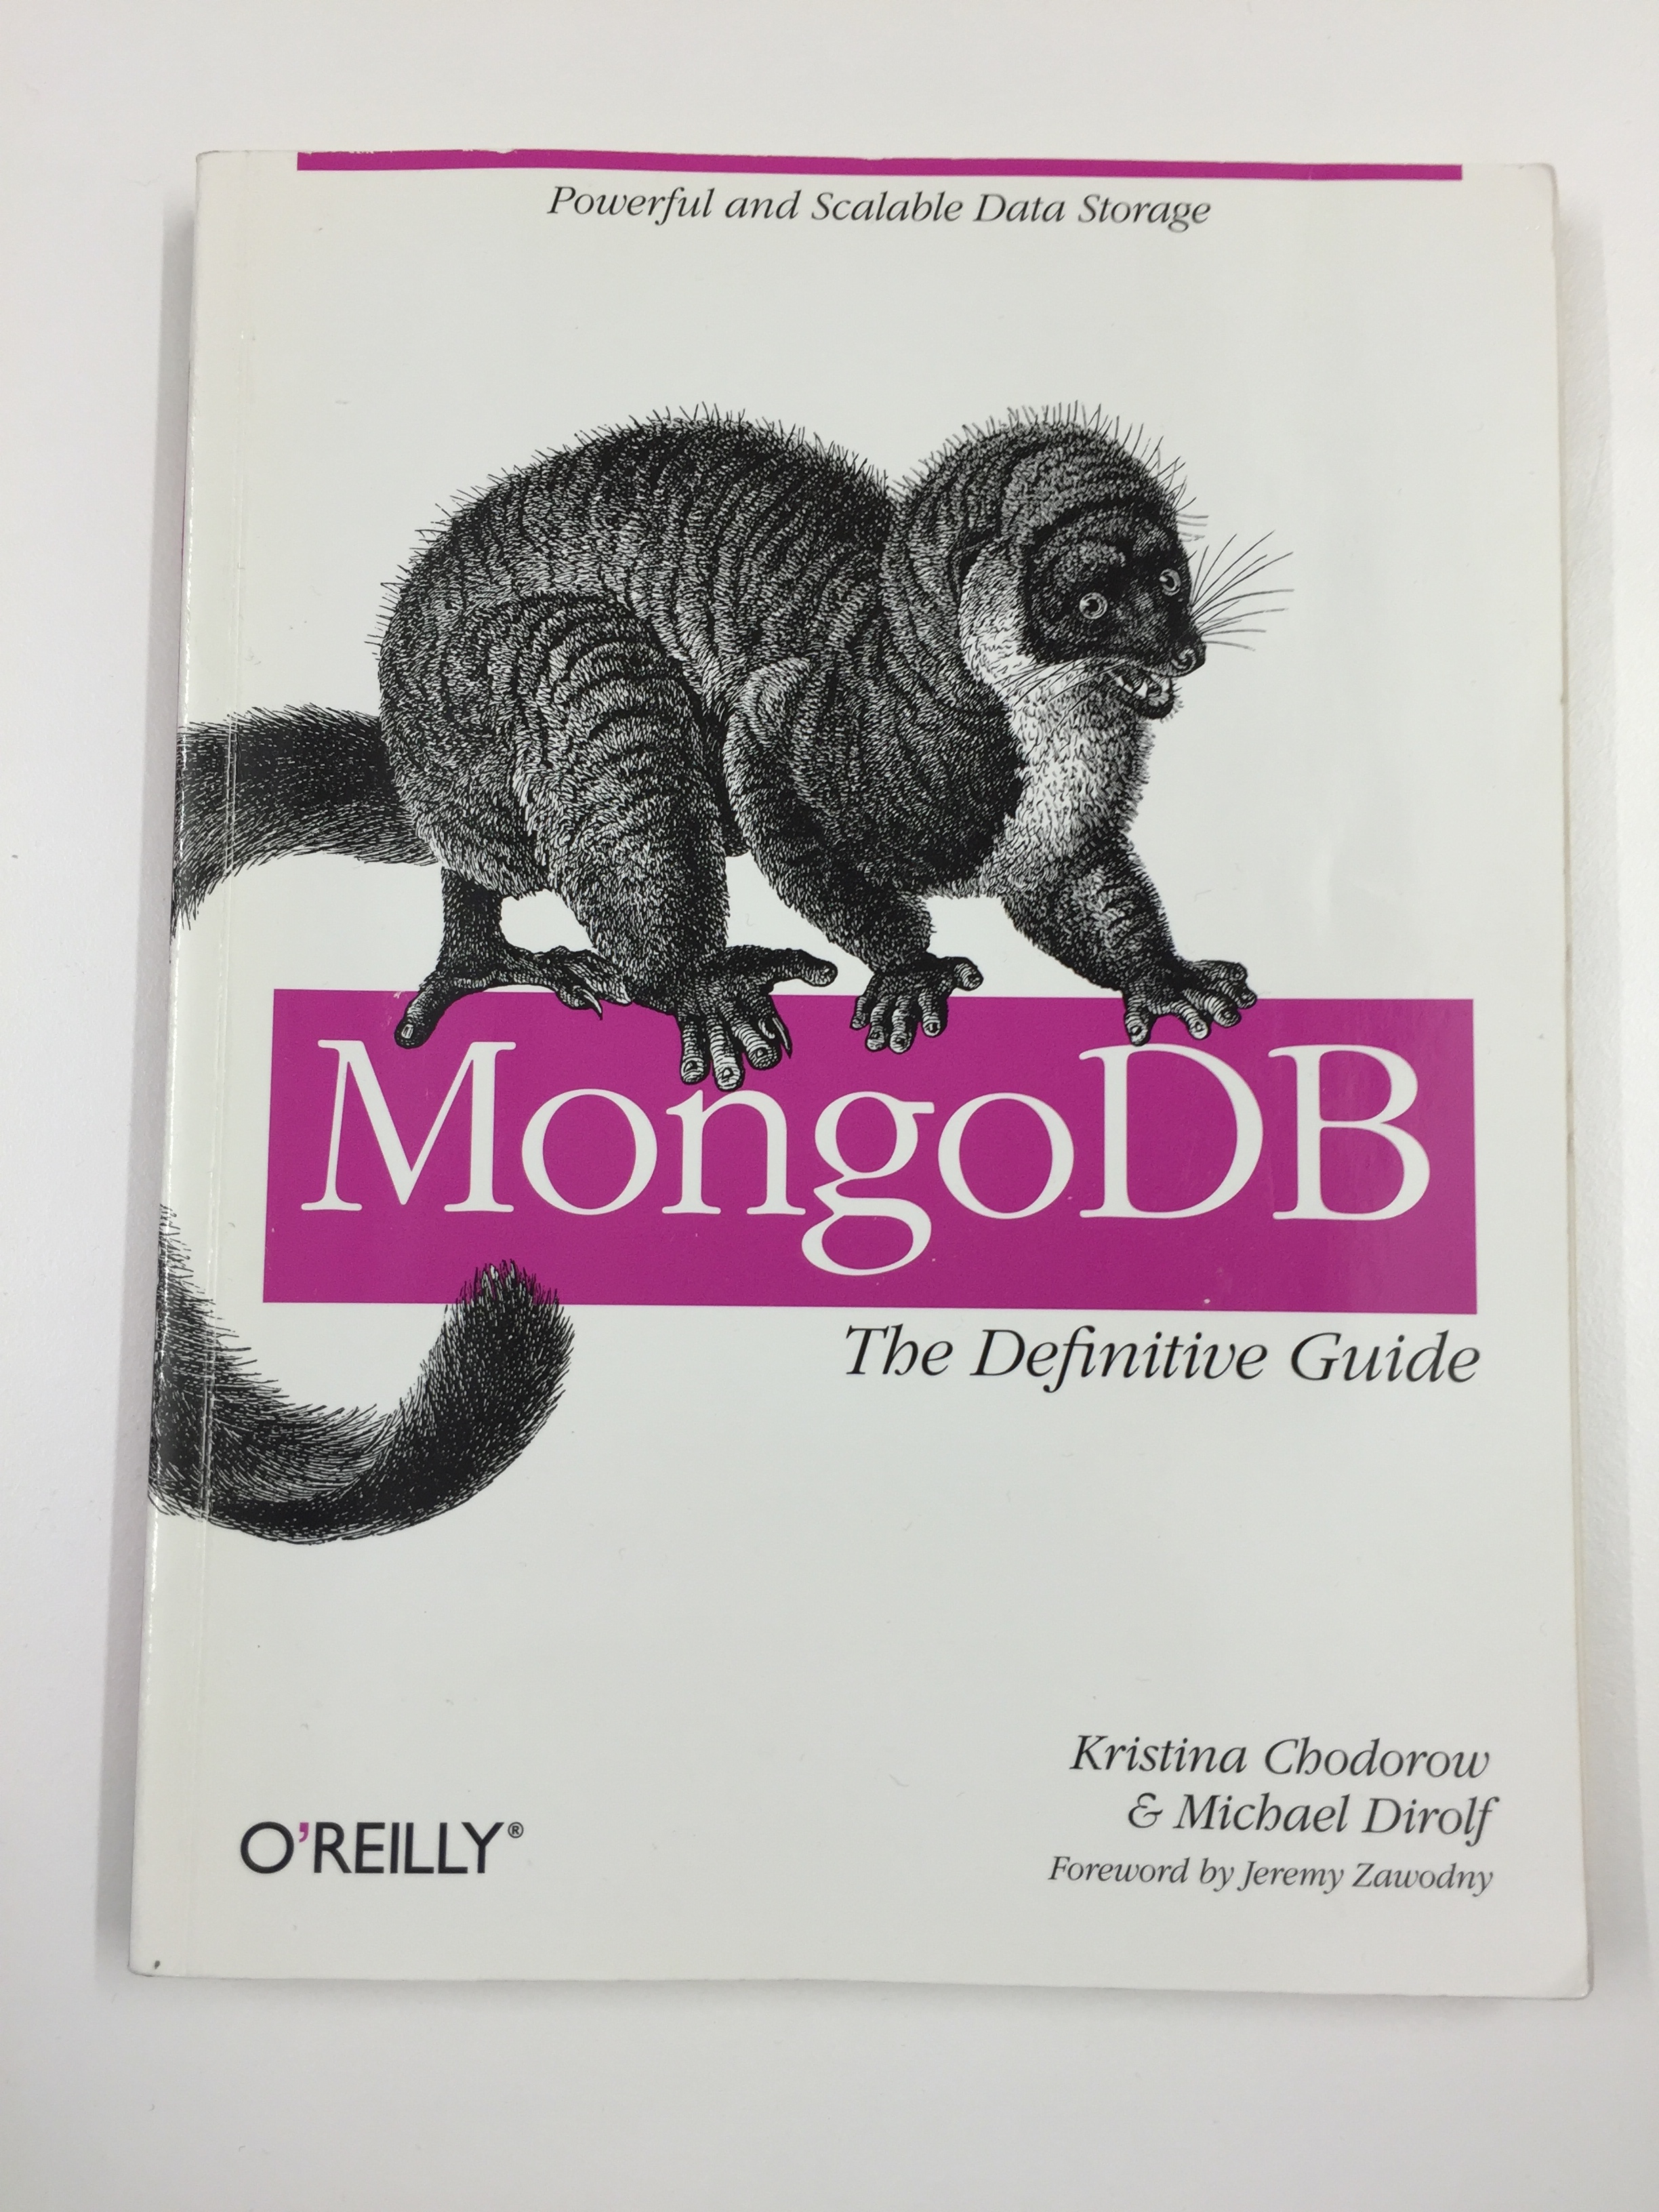 Powerful and Scalable Data Storage
MongoDB
The Definitive Guide
Kristina Chodorow
& Michael Dirolf
Foreword by Jeremy Zawodny
O'REILLY®